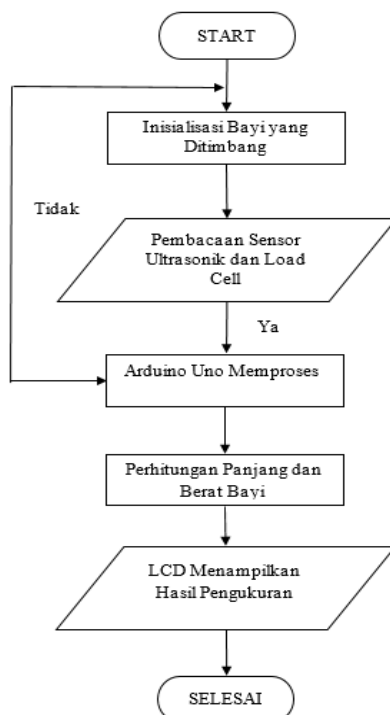 START
Inisialisasi Bayi yang
Ditimbang
Tidak
Pembacaan Sensor
Ultrasonik dan Load
Cell
Ya
Arduino Uno Memproses
Perhitungan Panjang dan
Berat Bayi
LCD Menampilkan
Hasil Pengukuran
SELESAI